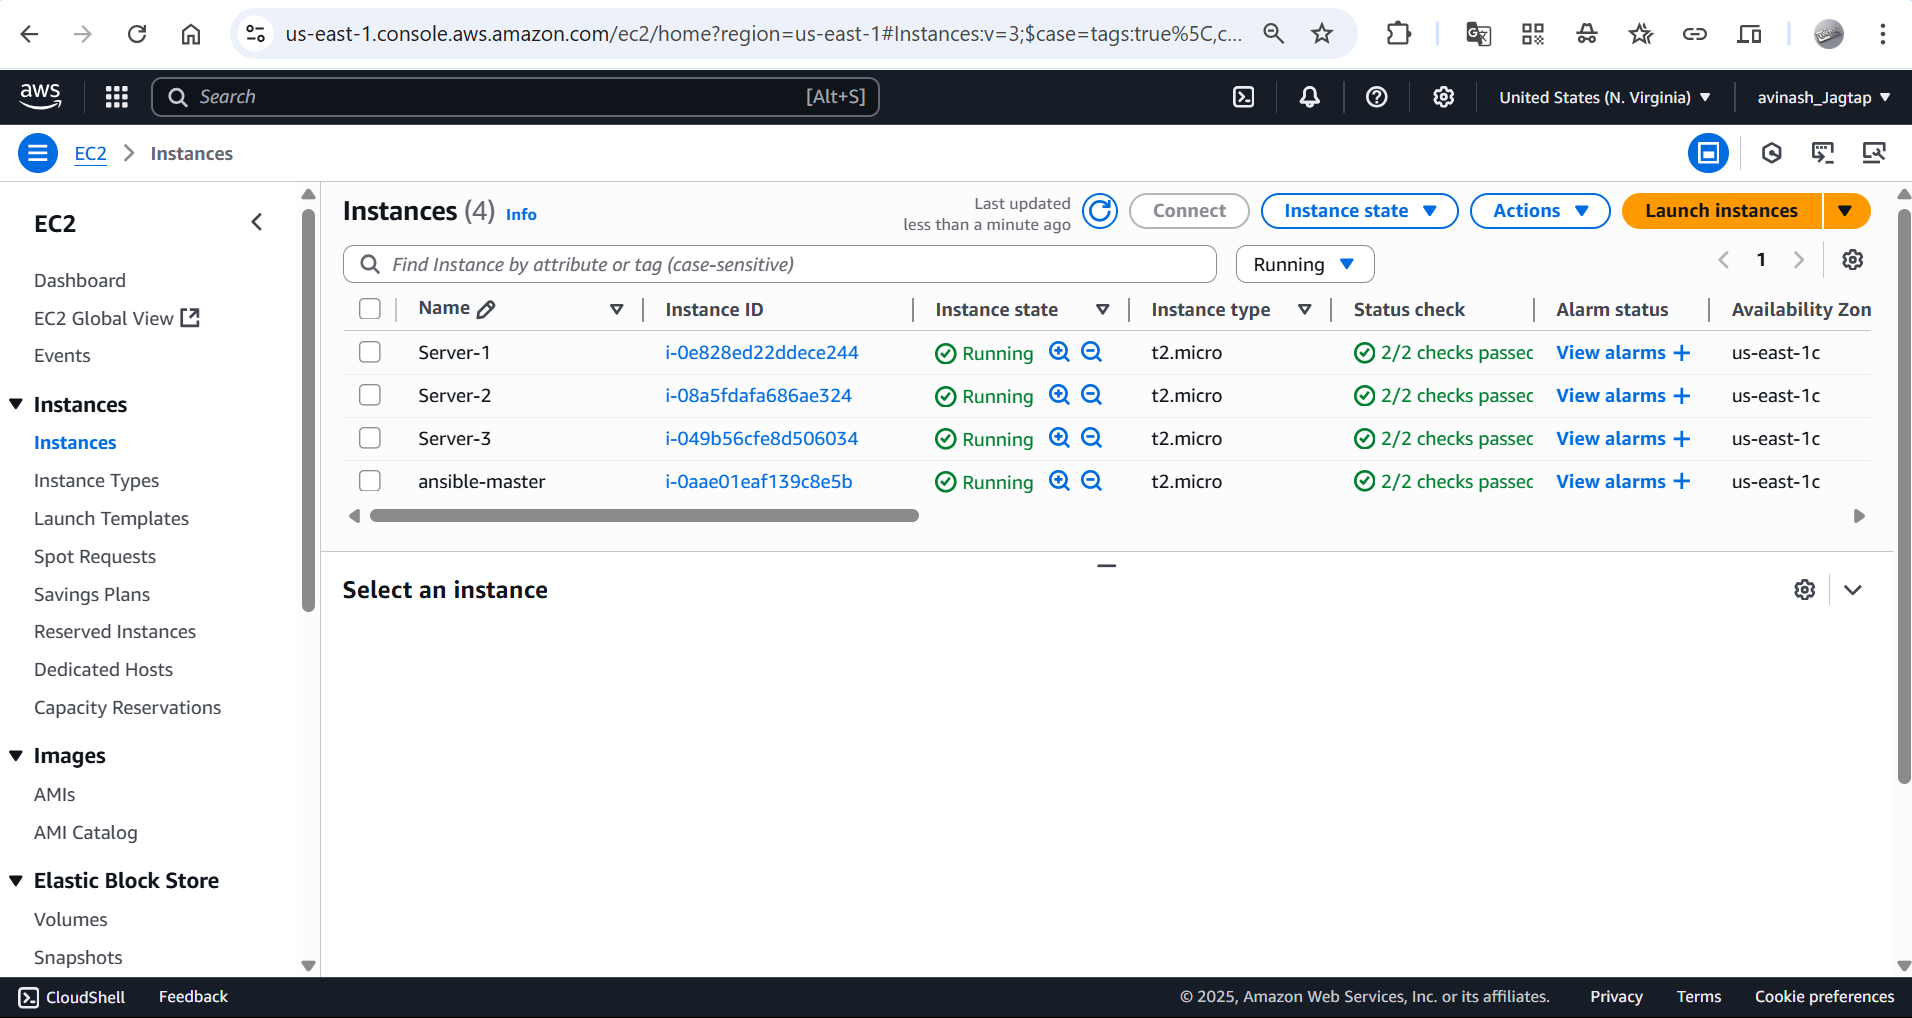 us-east-1.console.aws.amazon.com/ec2/home?region=us-east-1#Instances:v=3;$case=tags:true%5C,c...
aws
Search [Alt+S]
United States (N. Virginia)
avinash_Jagtap
EC2 Instances
EC2
Dashboard
EC2 Global View
Events
Instances
Instances
Instance Types
Launch Templates
Spot Requests
Savings Plans
Reserved Instances
Dedicated Hosts
Capacity Reservations
Images
AMIs
AMI Catalog
Elastic Block Store
Volumes
Snapshots
Instances (4) Info
Last updated
less than a minute ago
Connect
Instance state
Actions
Launch instances
Find Instance by attribute or tag (case-sensitive)
Running
1
Name Instance ID Instance state Instance type Status check Alarm status Availability Zon
Server-1 i-0e828ed22ddece244 Running t2.micro 2/2 checks passed View alarms + us-east-1c
Server-2 i-08a5fdafa686ae324 Running t2.micro 2/2 checks passed View alarms + us-east-1c
Server-3 i-049b56cfe8d506034 Running t2.micro 2/2 checks passed View alarms + us-east-1c
ansible-master i-0aae01eaf139c8e5b Running t2.micro 2/2 checks passed View alarms + us-east-1c
Select an instance
CloudShell Feedback
© 2025, Amazon Web Services, Inc. or its affiliates. Privacy Terms Cookie preferences